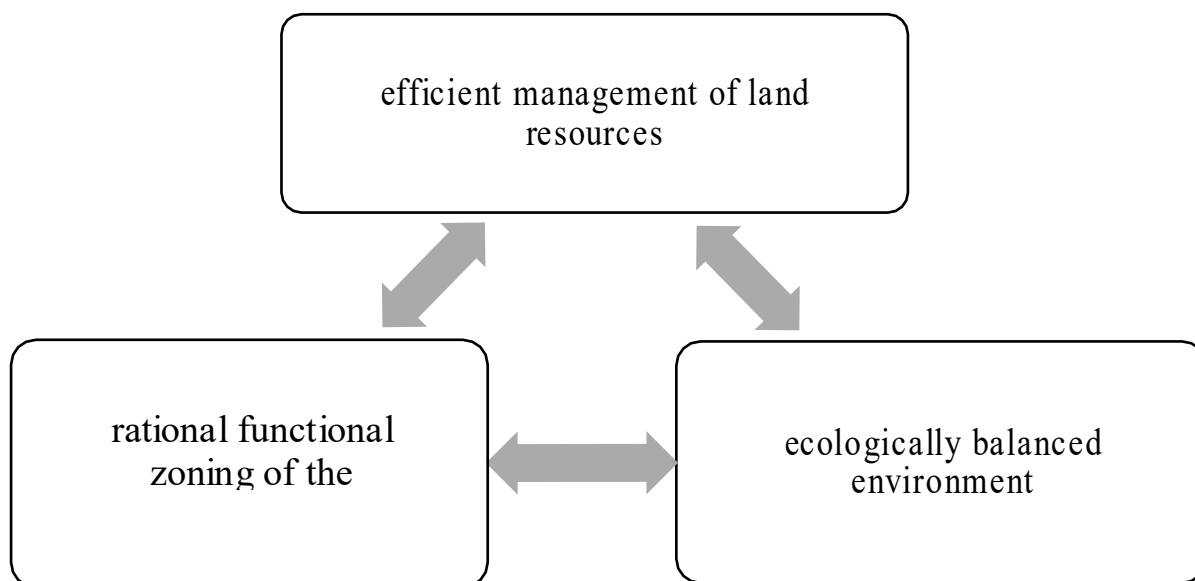 efficient management of land
resources
rational functional
zoning of the
ecologically balanced
environment